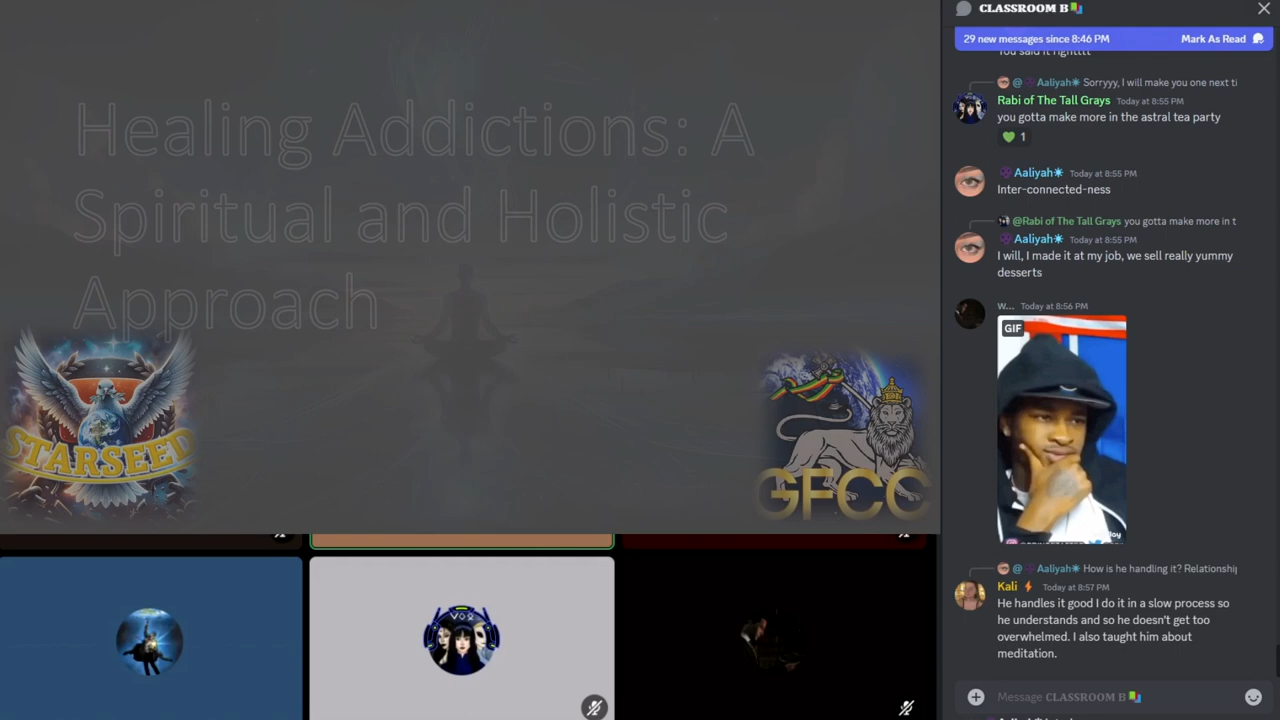 Healing Addictions: A
Spiritual and Holistic
Approach
STARSEED
GFCC
VOX
CLASSROOM B
29 new messages since 8:46 PM Mark As Read
You said it rightttt
@ Aaliyah Sorryyy, I will make you one next ti
Rabi of The Tall Grays Today at 8:55 PM
you gotta make more in the astral tea party
1
Aaliyah Today at 8:55 PM
Inter-connected-ness
@Rabi of The Tall Grays you gotta make more in t
Aaliyah Today at 8:55 PM
I will, I made it at my job, we sell really yummy
desserts
W... Today at 8:56 PM
GIF
@ Aaliyah How is he handling it? Relationship
Kali Today at 8:57 PM
He handles it good I do it in a slow process so
he understands and so he doesn't get too
overwhelmed. I also taught him about
meditation.
Message CLASSROOM B